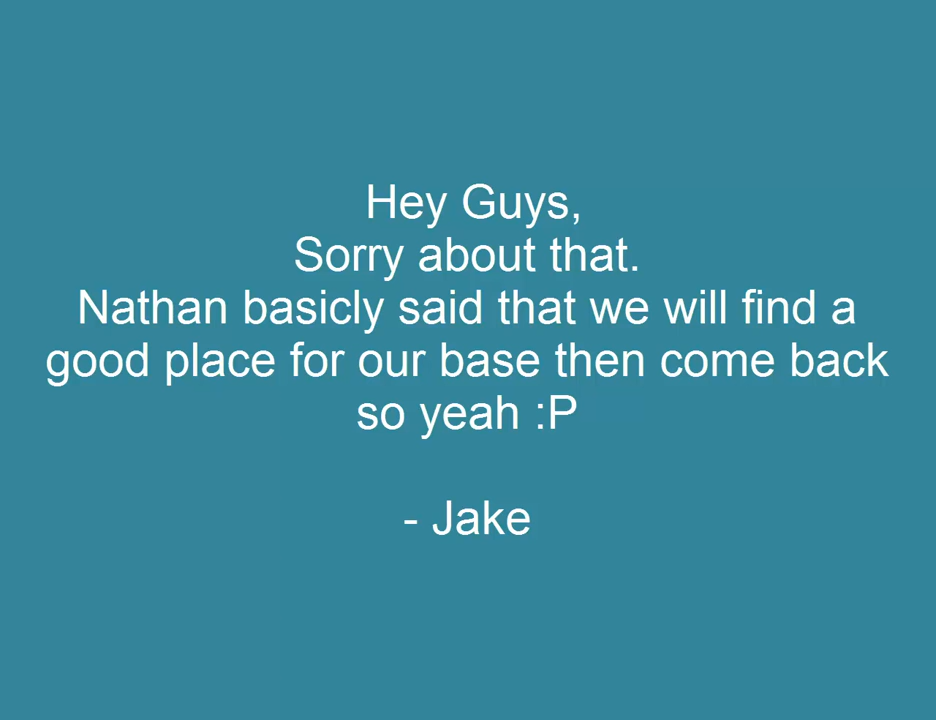 Hey Guys,
Sorry about that.
Nathan basicly said that we will find a
good place for our base then come back
so yeah :P
- Jake